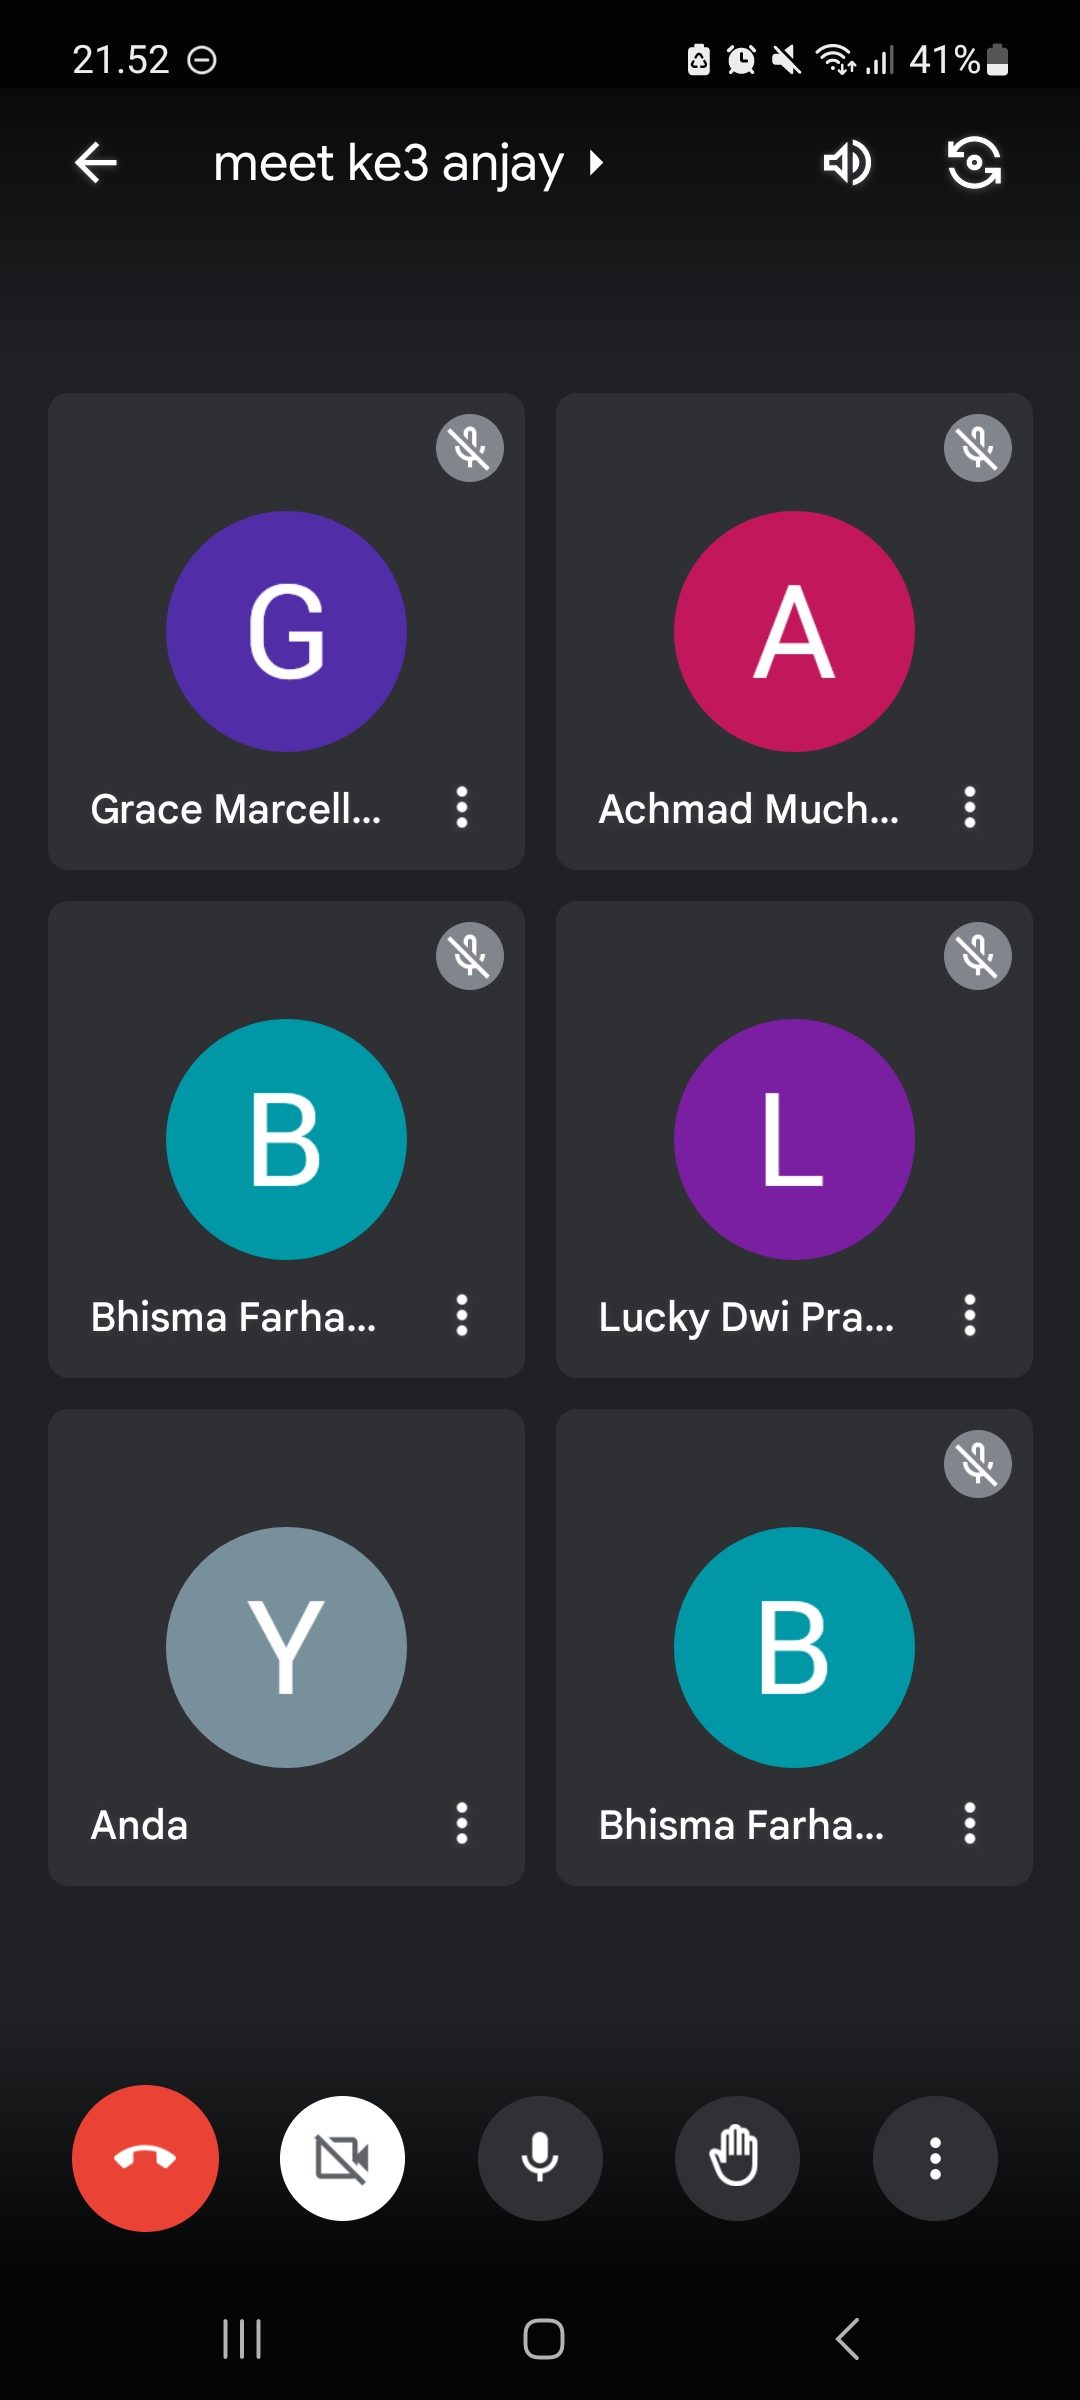 21.52 41%
meet ke3 anjay
G A
Grace Marcell... Achmad Much...
B L
Bhisma Farha... Lucky Dwi Pra...
Y B
Anda Bhisma Farha...